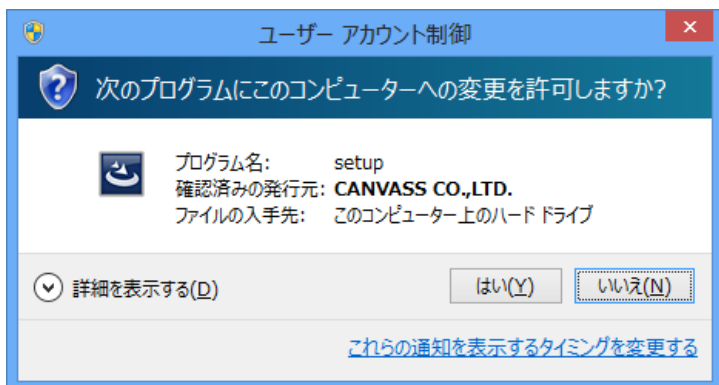 ユーザー アカウント制御
次のプログラムにこのコンピューターへの変更を許可しますか?
プログラム名: setup
確認済みの発行元: CANVASS CO.,LTD.
ファイルの入手先: このコンピューター上のハード ドライブ
詳細を表示する(D)
はい(Y) いいえ(N)
これらの通知を表示するタイミングを変更する